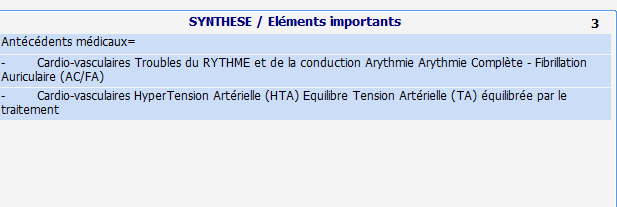 SYNTHESE / Eléments importants 3
Antécédents médicaux=
- Cardio-vasculaires Troubles du RYTHME et de la conduction Arythmie Arythmie Complète - Fibrillation
Auriculaire (AC/FA)
- Cardio-vasculaires HyperTension Artérielle (HTA) Equilibre Tension Artérielle (TA) équilibrée par le
traitement